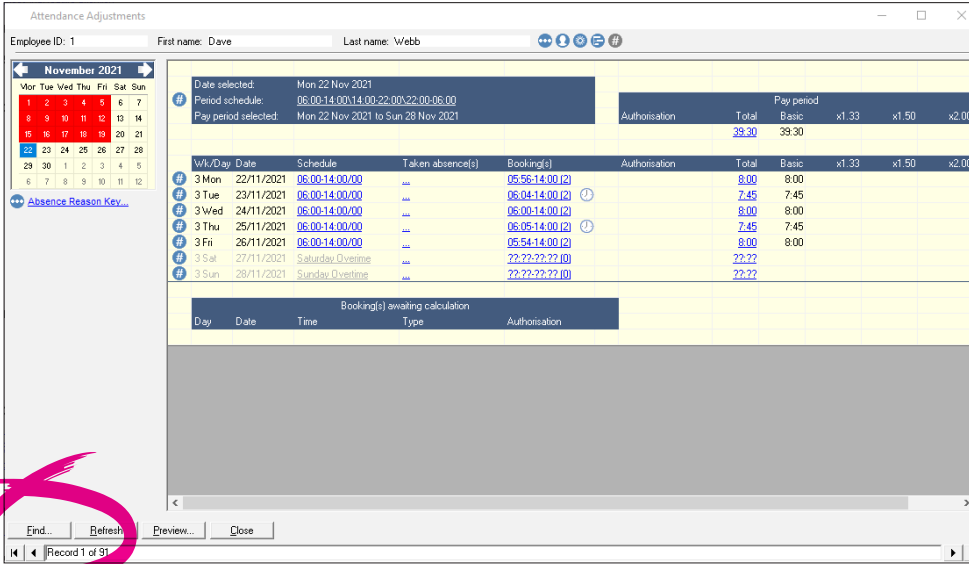 Attendance Adjustments
Employee ID: 1 First name: Dave Last name: Webb
November 2021
Mor Tue Wed Thu Fri Sat Sun
1 2 3 4 5 6 7
8 9 10 11 12 13 14
15 16 17 18 19 20 21
22 23 24 25 26 27 28
29 30 1 2 3 4 5
6 7 8 9 10 11 12
Absence Reason Key...
Date selected: Mon 22 Nov 2021
# Period schedule: 06:00-14:00\14:00-22:00\22:00-06:00
Pay period selected: Mon 22 Nov 2021 to Sun 28 Nov 2021
Pay period
Authorisation Total Basic x1.33 x1.50 x2.00
39:30 39:30
Wk/Day Date Schedule Taken absence(s) Booking(s) Authorisation Total Basic x1.33 x1.50 x2.00
# 3 Mon 22/11/2021 06:00-14:00/00 ... 05:56-14:00 (2) 8:00 8:00
# 3 Tue 23/11/2021 06:00-14:00/00 ... 06:04-14:00 (2) 7:45 7:45
# 3 Wed 24/11/2021 06:00-14:00/00 ... 06:00-14:00 (2) 8:00 8:00
# 3 Thu 25/11/2021 06:00-14:00/00 ... 06:05-14:00 (2) 7:45 7:45
# 3 Fri 26/11/2021 06:00-14:00/00 ... 05:54-14:00 (2) 8:00 8:00
# 3 Sat 27/11/2021 Saturday Overime ... ??:??-??:?? (0) ??:??
# 3 Sun 28/11/2021 Sunday Overtime ... ??:??-??:?? (0) ??:??
Booking(s) awaiting calculation
Day Date Time Type Authorisation
Find... Refresh Preview... Close
Record 1 of 91